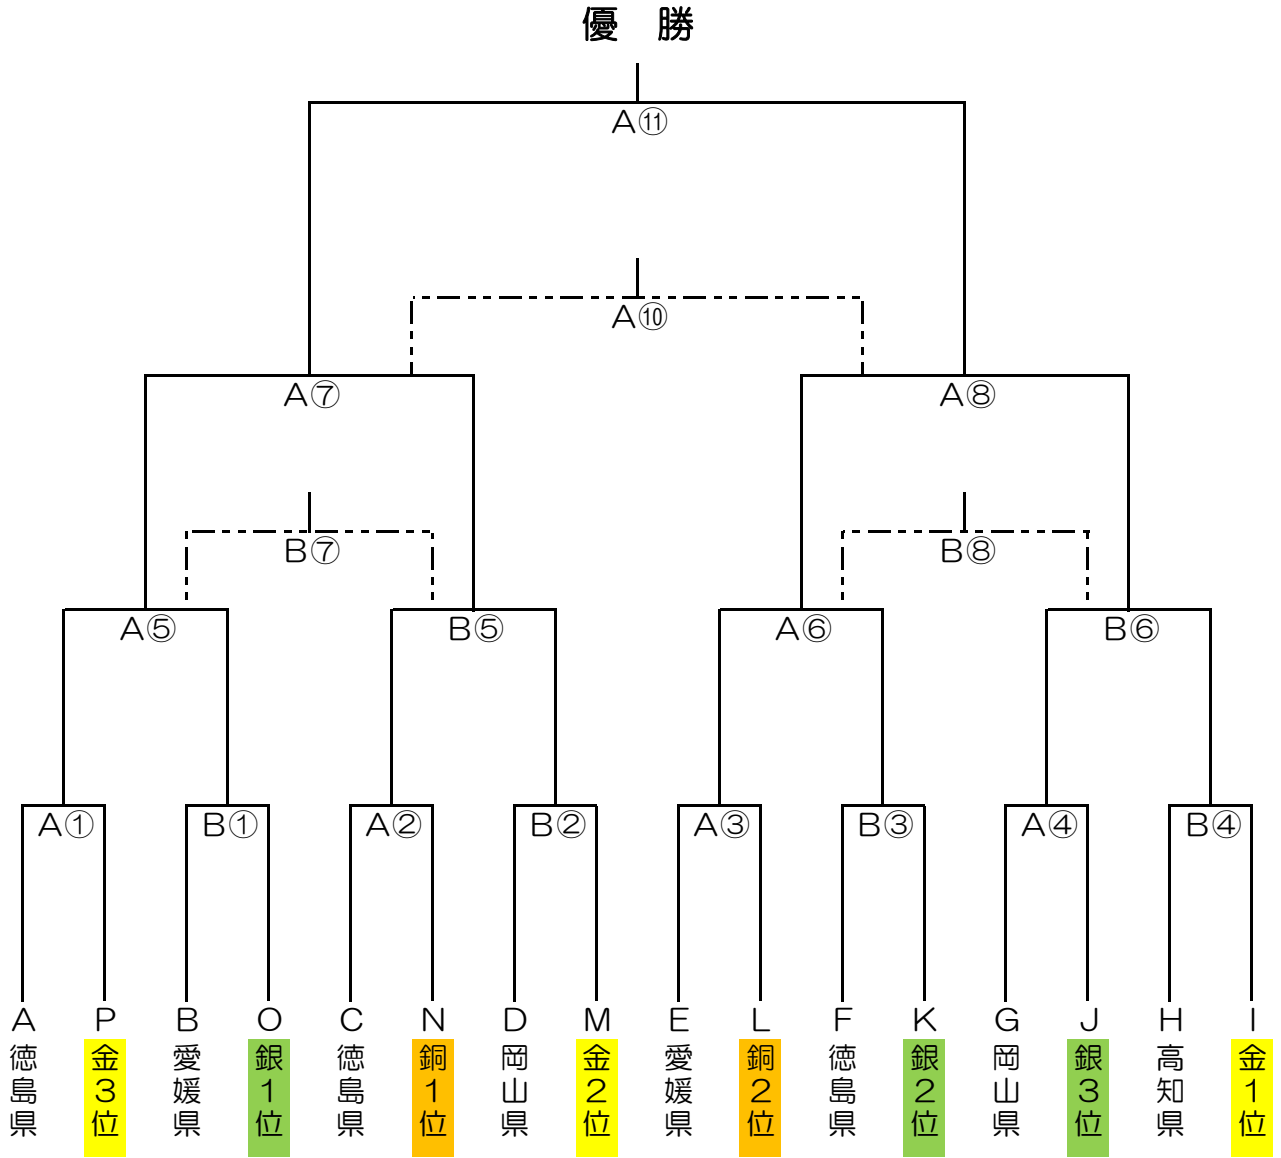 優 勝
A⑪
A⑩
A⑦ A⑧
B⑦ B⑧
A⑤ B⑤ A⑥ B⑥
A① B① A② B② A③ B③ A④ B④
A P B O C N D M E L F K G J H I
徳島県
金3位
愛媛県
銀1位
徳島県
銅1位
岡山県
金2位
愛媛県
銅2位
徳島県
銀2位
岡山県
銀3位
高知県
金1位